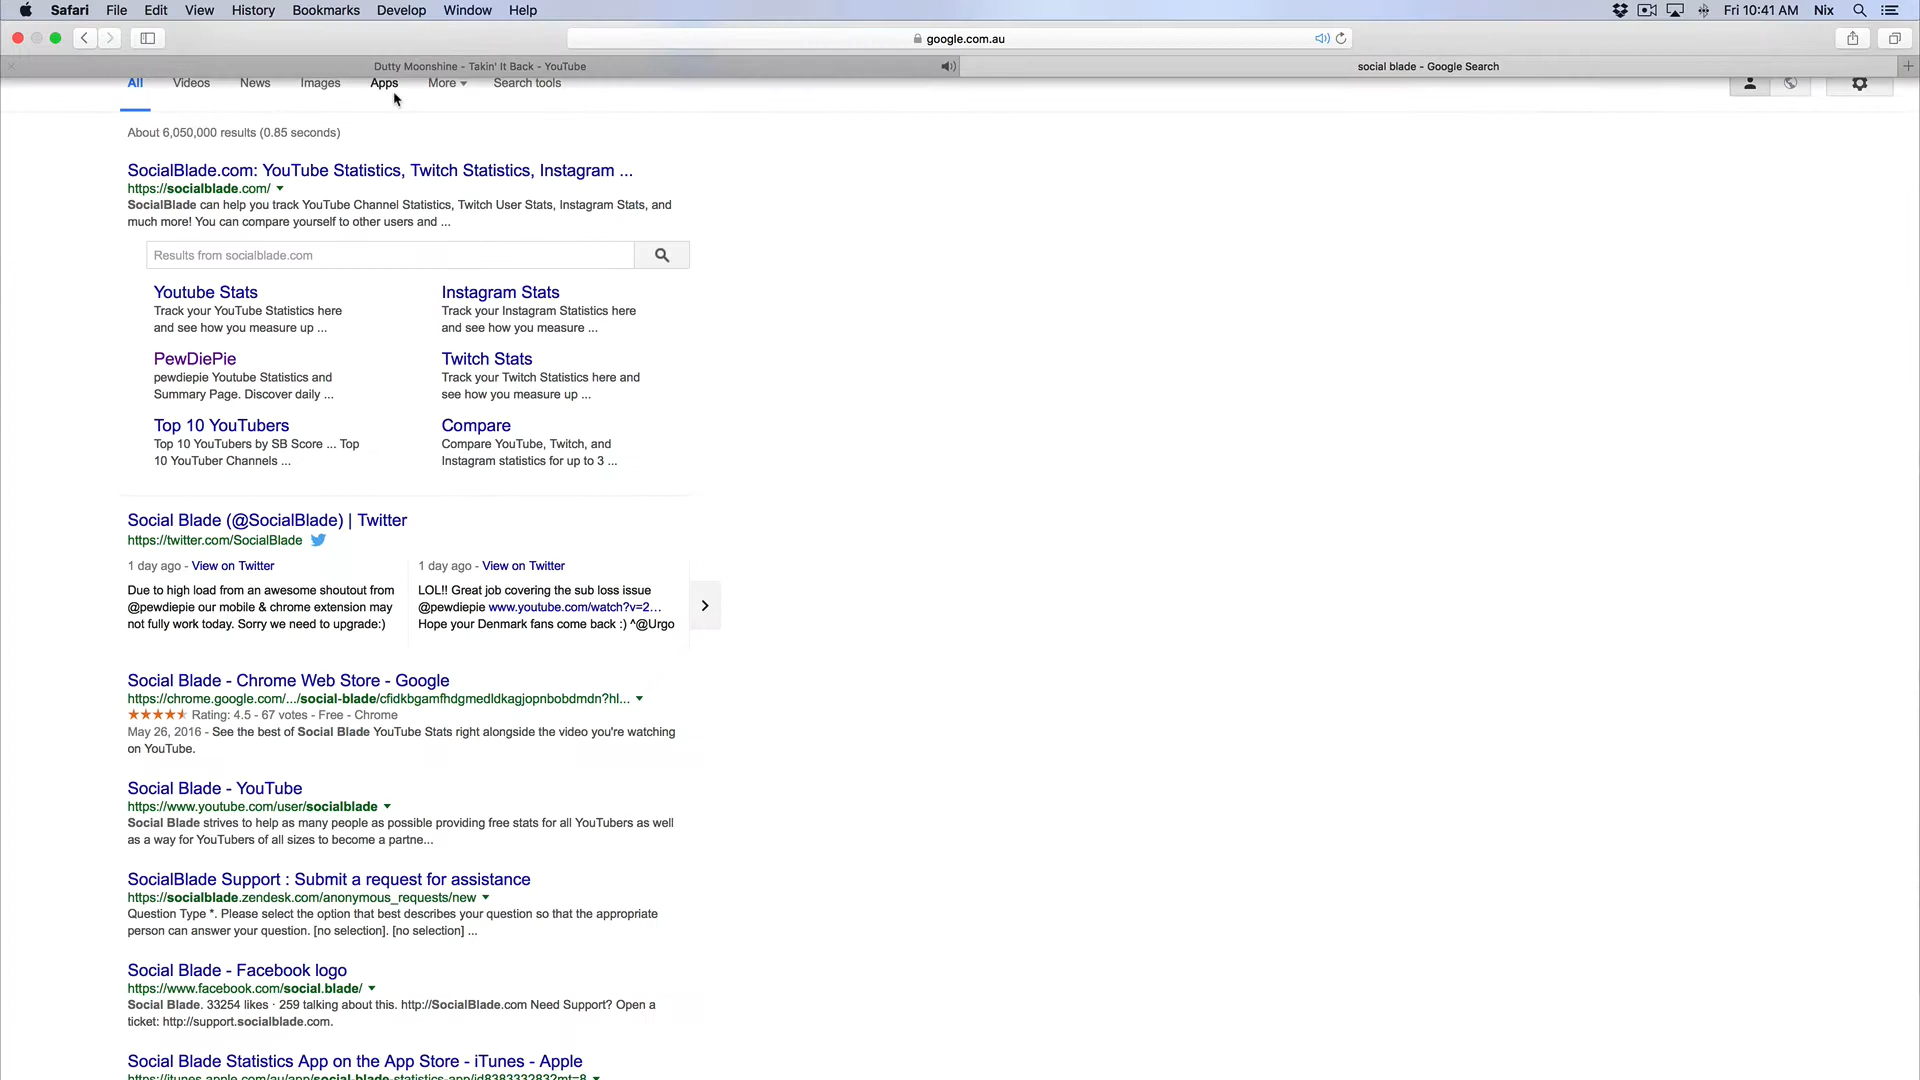 Safari File Edit View History Bookmarks Develop Window Help
Fri 10:41 AM Nix
google.com.au
Dutty Moonshine - Takin' It Back - YouTube
social blade - Google Search
All Videos News Images Apps More Search tools
About 6,050,000 results (0.85 seconds)
SocialBlade.com: YouTube Statistics, Twitch Statistics, Instagram ...
https://socialblade.com/
SocialBlade can help you track YouTube Channel Statistics, Twitch User Stats, Instagram Stats, and
much more! You can compare yourself to other users and ...
Results from socialblade.com
Youtube Stats
Track your YouTube Statistics here
and see how you measure up ...
Instagram Stats
Track your Instagram Statistics here
and see how you measure ...
PewDiePie
pewdiepie Youtube Statistics and
Summary Page. Discover daily ...
Twitch Stats
Track your Twitch Statistics here and
see how you measure up ...
Top 10 YouTubers
Top 10 YouTubers by SB Score ... Top
10 YouTuber Channels ...
Compare
Compare YouTube, Twitch, and
Instagram statistics for up to 3 ...
Social Blade (@SocialBlade) | Twitter
https://twitter.com/SocialBlade
1 day ago - View on Twitter
Due to high load from an awesome shoutout from
@pewdiepie our mobile & chrome extension may
not fully work today. Sorry we need to upgrade:)
1 day ago - View on Twitter
LOL!! Great job covering the sub loss issue
@pewdiepie www.youtube.com/watch?v=2...
Hope your Denmark fans come back :) ^@Urgo
Social Blade - Chrome Web Store - Google
https://chrome.google.com/.../social-blade/cfidkbgamfhdgmedldkagjopnbobdmdn?hl...
Rating: 4.5 - 67 votes - Free - Chrome
May 26, 2016 - See the best of Social Blade YouTube Stats right alongside the video you're watching
on YouTube.
Social Blade - YouTube
https://www.youtube.com/user/socialblade
Social Blade strives to help as many people as possible providing free stats for all YouTubers as well
as a way for YouTubers of all sizes to become a partne...
SocialBlade Support : Submit a request for assistance
https://socialblade.zendesk.com/anonymous_requests/new
Question Type *. Please select the option that best describes your question so that the appropriate
person can answer your question. [no selection]. [no selection] ...
Social Blade - Facebook logo
https://www.facebook.com/social.blade/
Social Blade. 33254 likes · 259 talking about this. http://SocialBlade.com Need Support? Open a
ticket: http://support.socialblade.com.
Social Blade Statistics App on the App Store - iTunes - Apple
https://itunes.apple.com/au/app/social-blade-statistics-app/id838333283?mt=8